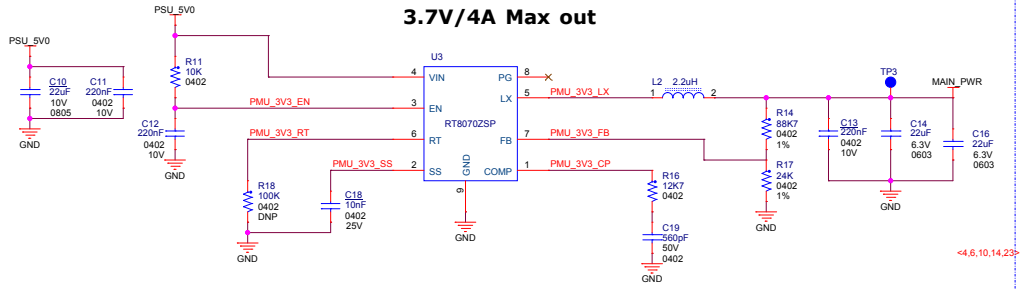 3.7V/4A Max out
PSU_5V0
PSU_5V0
C10
22uF
10V
0805
C11
220nF
0402
10V
GND
R11
10K
0402
PMU_3V3_EN
C12
220nF
0402
10V
GND
PMU_3V3_RT
R18
100K
0402
DNP
GND
PMU_3V3_SS
C18
10nF
0402
25V
U3
4 VIN
3 EN
6 RT
2 SS
RT8070ZSP
PG 8
LX 5
FB 7
COMP 1
GND
9
GND
PMU_3V3_LX
PMU_3V3_FB
PMU_3V3_CP
L2 2.2uH
1 2
R16
12K7
0402
C19
560pF
50V
0402
GND
R14
88K7
0402
1%
R17
24K
0402
1%
GND
TP3
MAIN_PWR
C13
220nF
0402
10V
C14
22uF
6.3V
0603
C16
22uF
6.3V
0603
GND
<4,6,10,14,23>